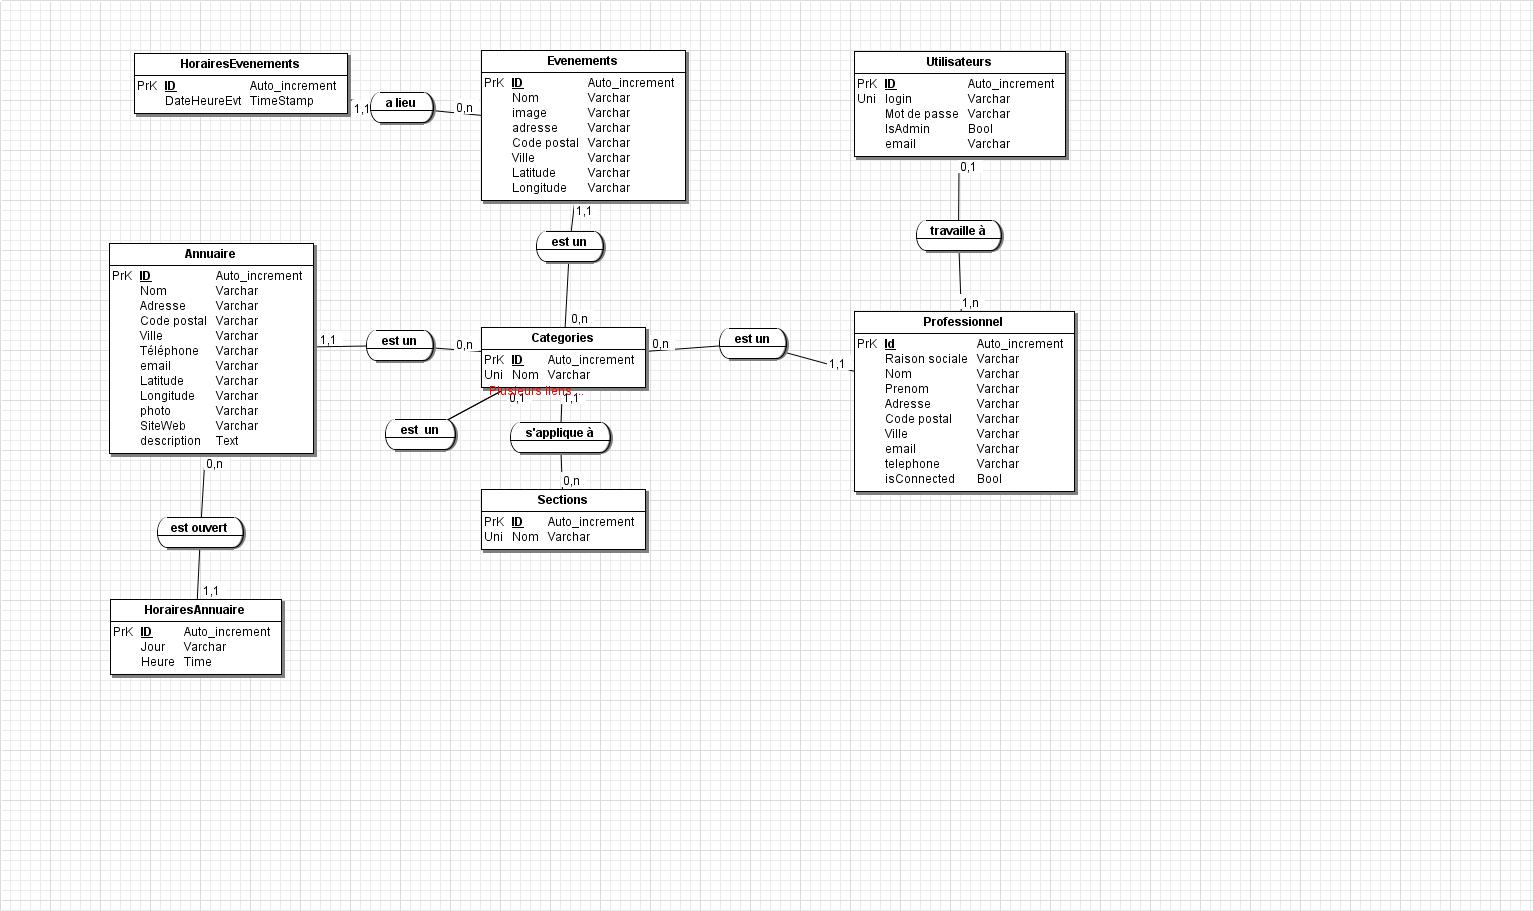 HorairesEvenements
PrK ID Auto_increment
DateHeureEvt TimeStamp
1,1
a lieu
0,n
Evenements
PrK ID Auto_increment
Nom Varchar
image Varchar
adresse Varchar
Code postal Varchar
Ville Varchar
Latitude Varchar
Longitude Varchar
Utilisateurs
PrK ID Auto_increment
Uni login Varchar
Mot de passe Varchar
IsAdmin Bool
email Varchar
0,1
travaille à
1,n
1,1
est un
0,n
Annuaire
PrK ID Auto_increment
Nom Varchar
Adresse Varchar
Code postal Varchar
Ville Varchar
Téléphone Varchar
email Varchar
Latitude Varchar
Longitude Varchar
photo Varchar
SiteWeb Varchar
description Text
1,1
est un
0,n
Categories
PrK ID Auto_increment
Uni Nom Varchar
Plusieurs liens...
0,n
est un
1,1
Professionnel
PrK Id Auto_increment
Raison sociale Varchar
Nom Varchar
Prenom Varchar
Adresse Varchar
Code postal Varchar
Ville Varchar
email Varchar
telephone Varchar
isConnected Bool
0,1
est un
1,1
s'applique à
0,n
Sections
PrK ID Auto_increment
Uni Nom Varchar
0,n
est ouvert
1,1
HorairesAnnuaire
PrK ID Auto_increment
Jour Varchar
Heure Time